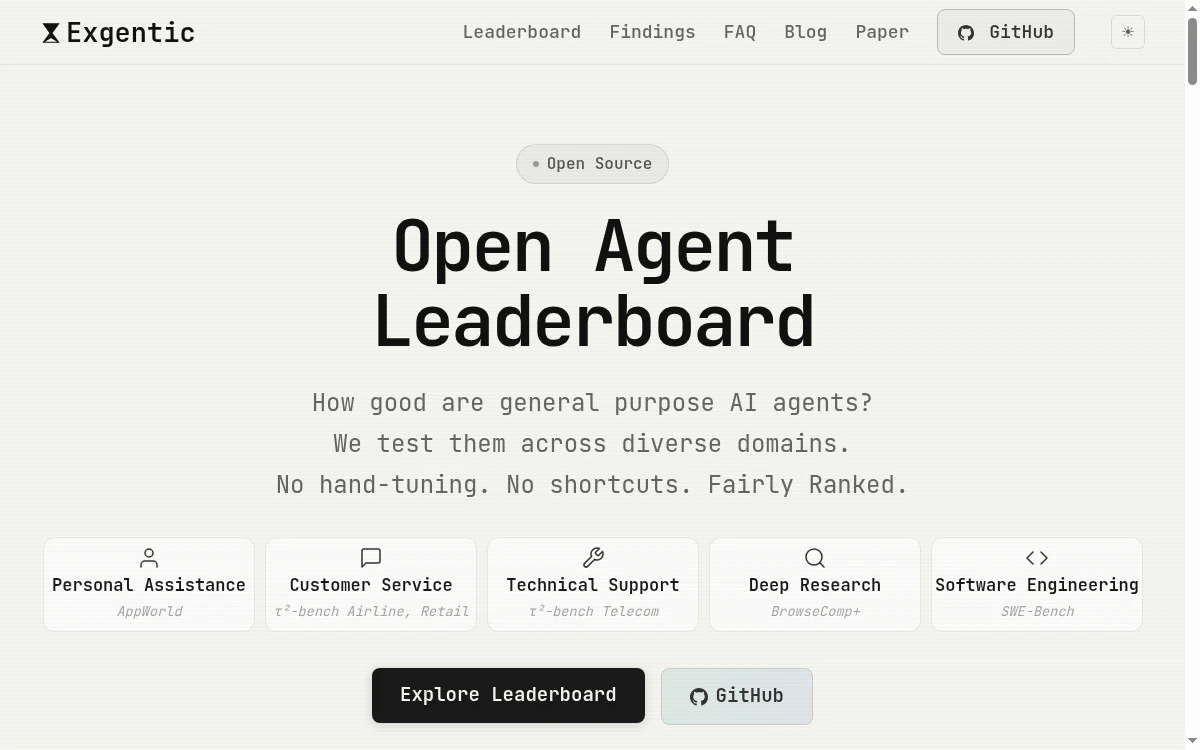 Exgentic
Leaderboard Findings FAQ Blog Paper GitHub
Open Source
Open Agent
Leaderboard
How good are general purpose AI agents?
We test them across diverse domains.
No hand-tuning. No shortcuts. Fairly Ranked.
Personal Assistance
AppWorld
Customer Service
τ²-bench Airline, Retail
Technical Support
τ²-bench Telecom
Deep Research
BrowseComp+
Software Engineering
SWE-Bench
Explore Leaderboard
GitHub